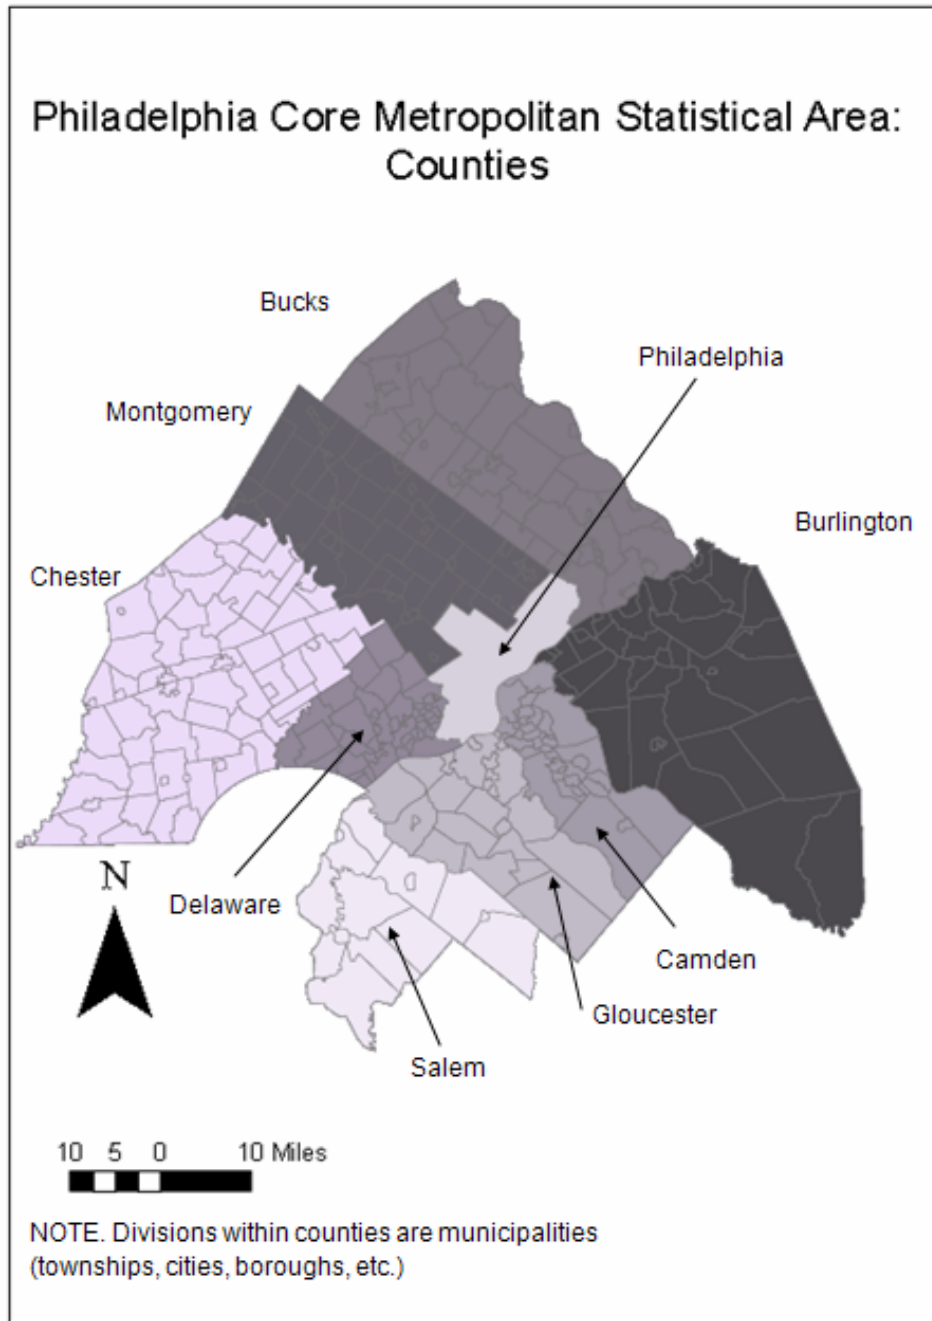 Philadelphia Core Metropolitan Statistical Area:
Counties
Bucks
Philadelphia
Montgomery
Burlington
Chester
N
Delaware
Camden
Gloucester
Salem
10 5 0 10 Miles
NOTE. Divisions within counties are municipalities
(townships, cities, boroughs, etc.)